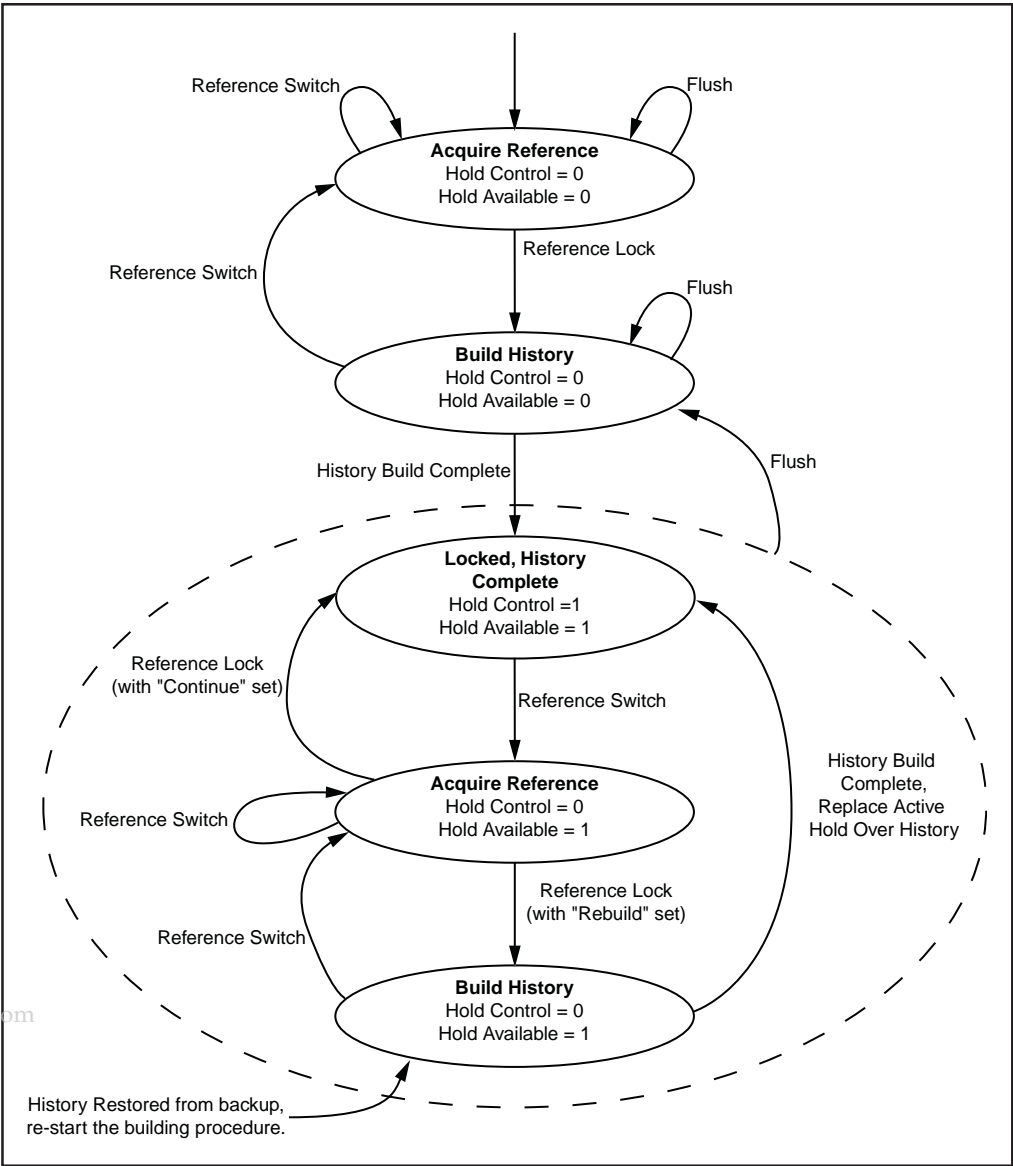 Reference Switch
Flush
Acquire Reference
Hold Control = 0
Hold Available = 0
Reference Lock
Reference Switch
Flush
Build History
Hold Control = 0
Hold Available = 0
History Build Complete
Flush
Locked, History
Complete
Hold Control =1
Hold Available = 1
Reference Lock
(with "Continue" set)
Reference Switch
History Build
Complete,
Replace Active
Hold Over History
Acquire Reference
Hold Control = 0
Hold Available = 1
Reference Switch
Reference Lock
(with "Rebuild" set)
Reference Switch
Build History
Hold Control = 0
Hold Available = 1
om
History Restored from backup,
re-start the building procedure.